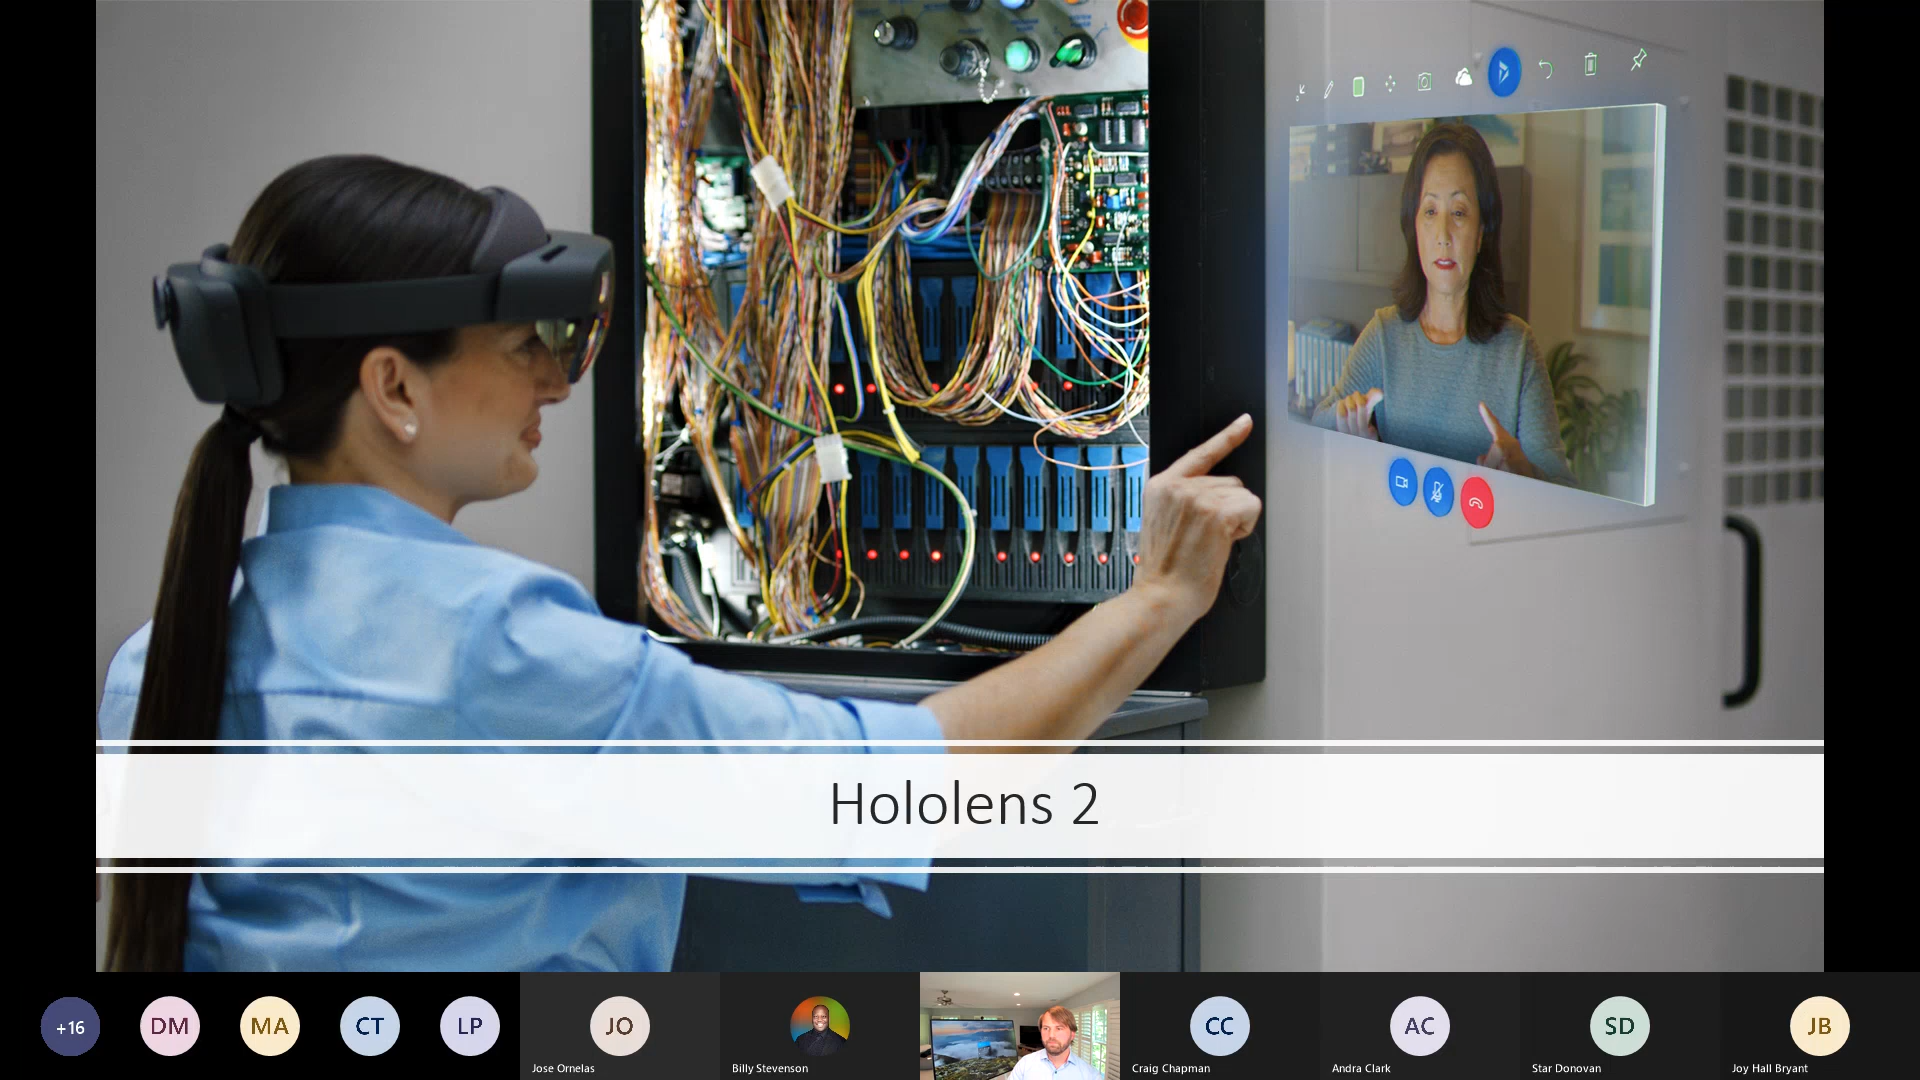 Hololens 2
+16
DM
MA
CT
LP
JO
CC
AC
SD
JB
Jose Ornelas
Billy Stevenson
Craig Chapman
Andra Clark
Star Donovan
Joy Hall Bryant